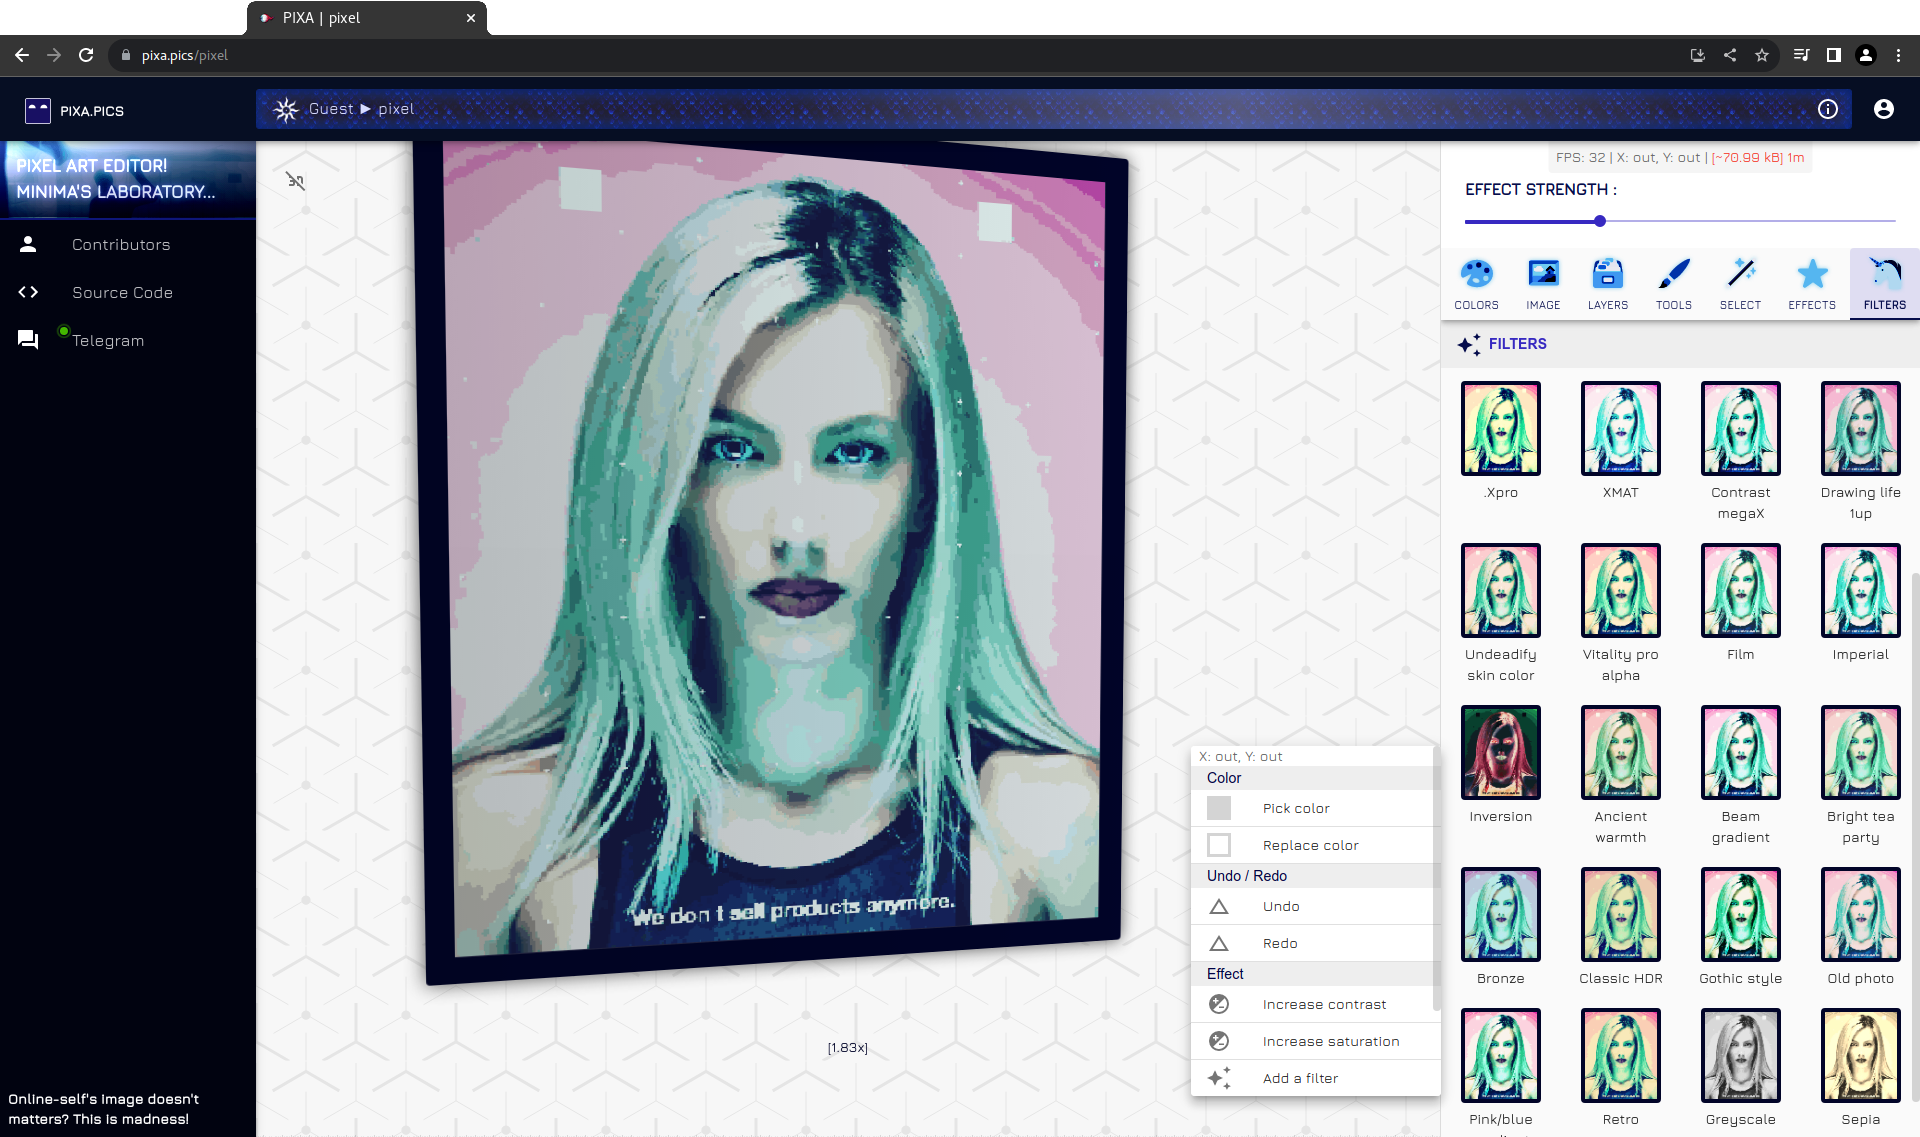 PIXA | pixel
pixa.pics/pixel
PIXA.PICS
Guest ► pixel
PIXEL ART EDITOR!
MINIMA'S LABORATORY...
Contributors
Source Code
Telegram
Online-self's image doesn't
matters? This is madness!
We don t sell products anymore.
[1.83x]
X: out, Y: out
Color
Pick color
Replace color
Undo / Redo
Undo
Redo
Effect
Increase contrast
Increase saturation
Add a filter
FPS: 32 | X: out, Y: out | [~70.99 kB] 1m
EFFECT STRENGTH :
COLORS IMAGE LAYERS TOOLS SELECT EFFECTS FILTERS
FILTERS
.Xpro
XMAT
Contrast
megaX
Drawing life
1up
Undeadify
skin color
Vitality pro
alpha
Film
Imperial
Inversion
Ancient
warmth
Beam
gradient
Bright tea
party
Bronze
Classic HDR
Gothic style
Old photo
Pink/blue
Retro
Greyscale
Sepia